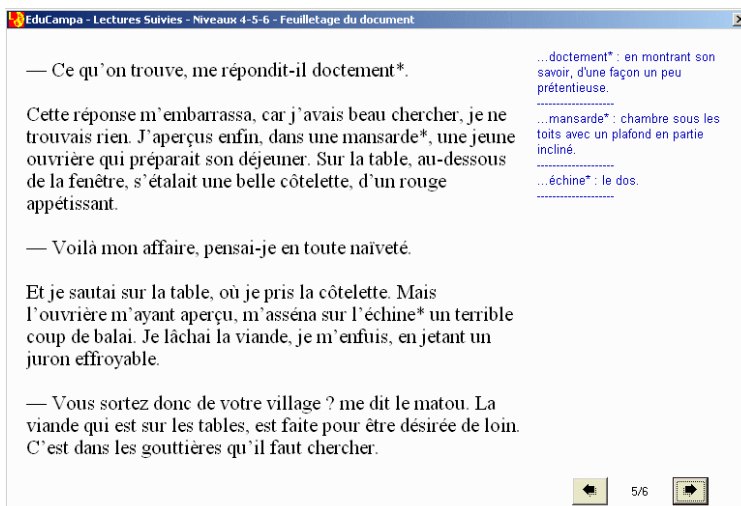 EduCampa - Lectures Suivies - Niveaux 4-5-6 - Feuilletage du document
— Ce qu'on trouve, me répondit-il doctement*.
Cette réponse m'embarrassa, car j'avais beau chercher, je ne
trouvais rien. J'aperçus enfin, dans une mansarde*, une jeune
ouvrière qui préparait son déjeuner. Sur la table, au-dessous
de la fenêtre, s'étalait une belle côtelette, d'un rouge
appétissant.
— Voilà mon affaire, pensai-je en toute naïveté.
Et je sautai sur la table, où je pris la côtelette. Mais
l'ouvrière m'ayant aperçu, m'asséna sur l'échine* un terrible
coup de balai. Je lâchai la viande, je m'enfuis, en jetant un
juron effroyable.
— Vous sortez donc de votre village ? me dit le matou. La
viande qui est sur les tables, est faite pour être désirée de loin.
C'est dans les gouttières qu'il faut chercher.
...doctement* : en montrant son
savoir, d'une façon un peu
prétentieuse.
-------------------
...mansarde* : chambre sous les
toits avec un plafond en partie
incliné.
-------------------
...échine* : le dos.
-------------------
5/6